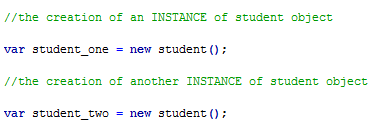 //the creation of an INSTANCE of student object
var student_one = new student();
//the creation of another INSTANCE of student object
var student_two = new student();